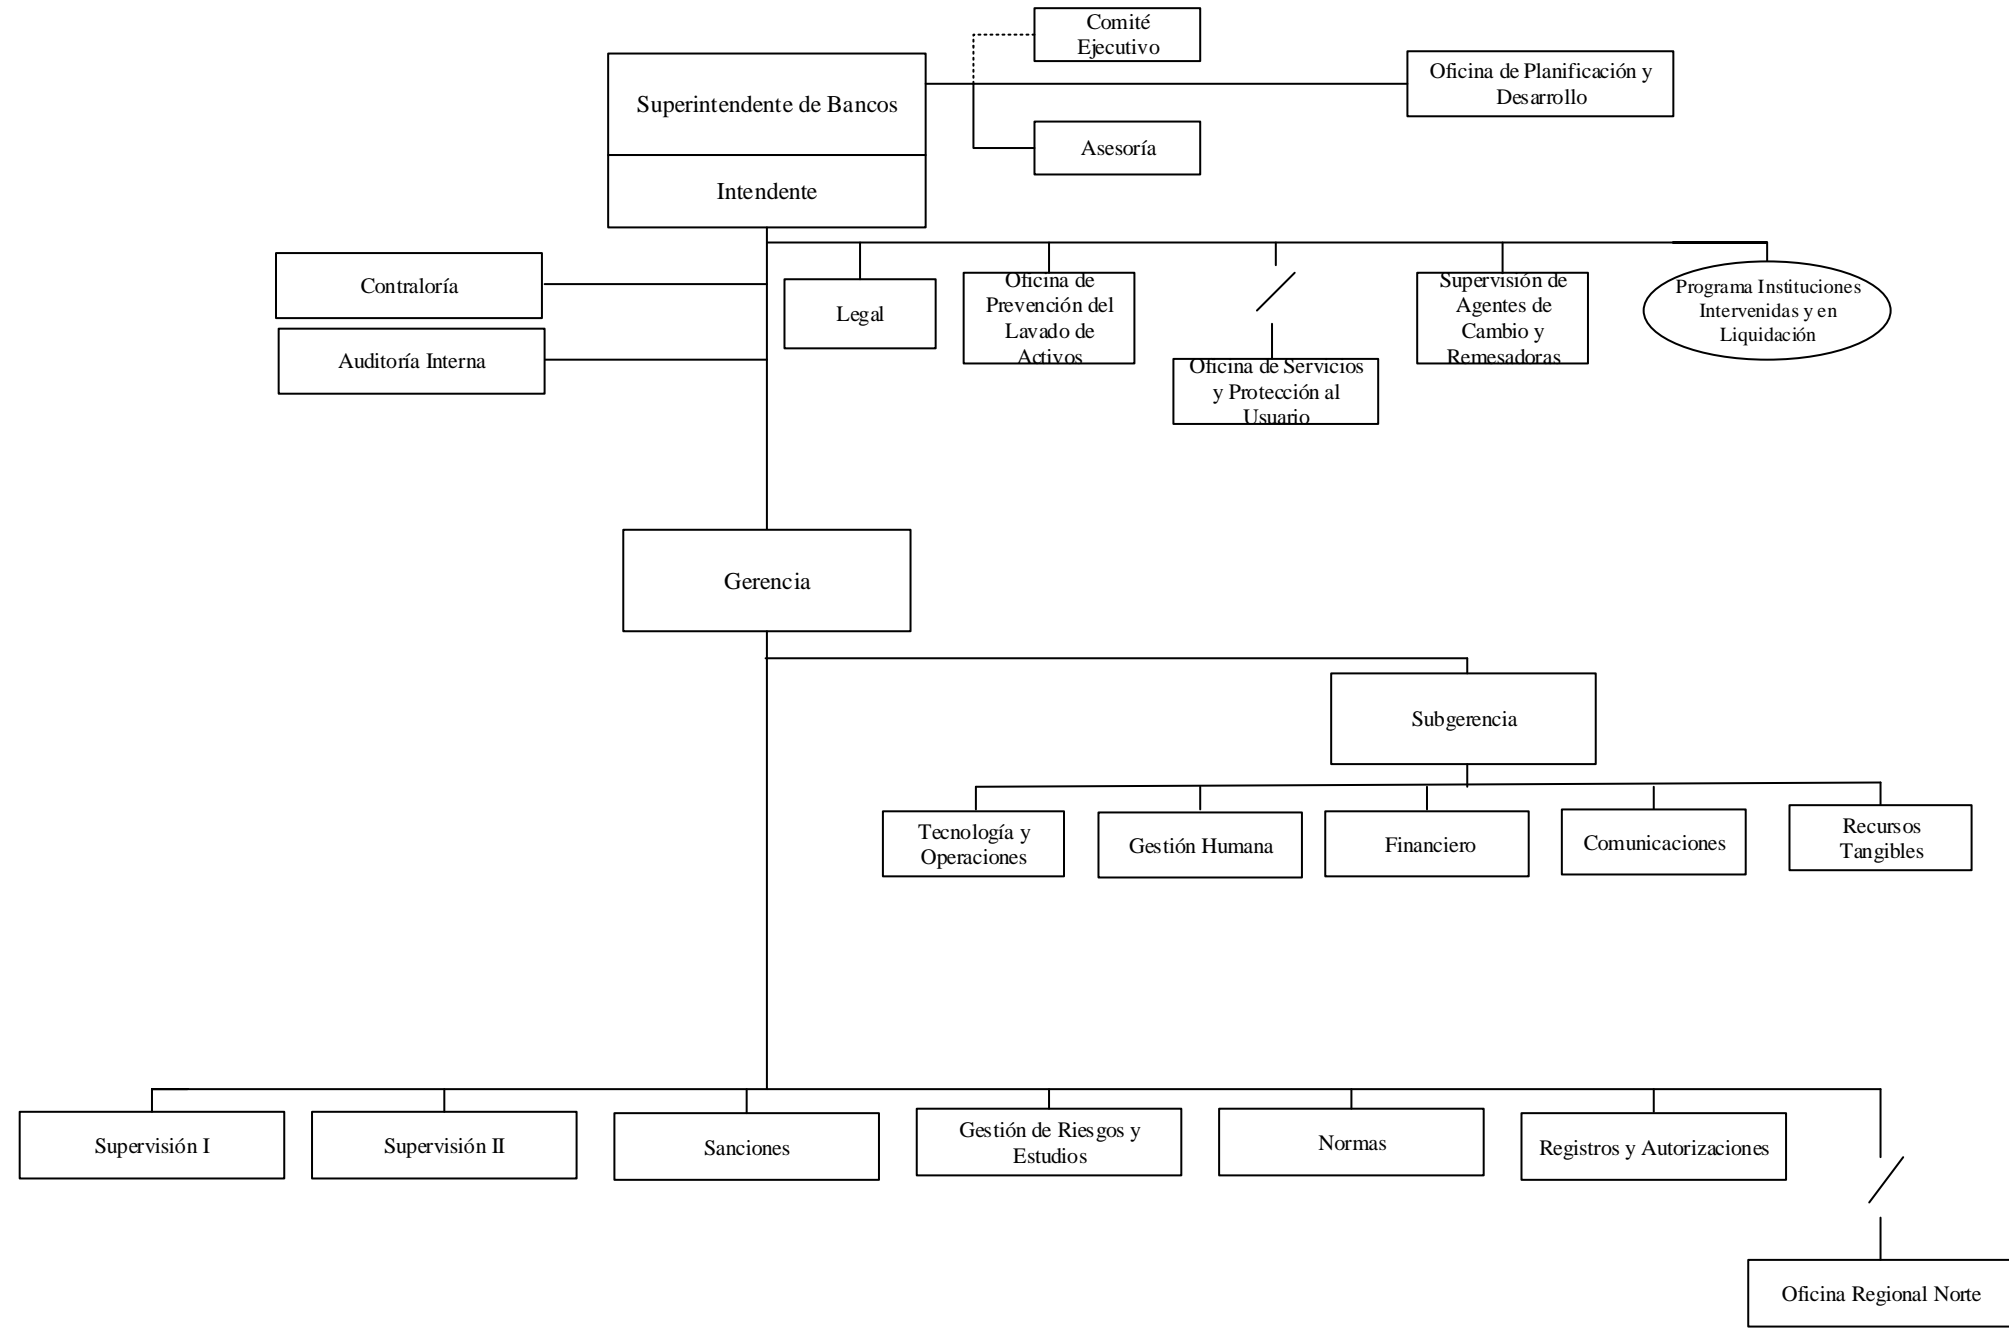 Comité
Ejecutivo
Oficina de Planificación y
Desarrollo
Superintendente de Bancos
Asesoría
Intendente
Contraloría
Auditoría Interna
Legal
Oficina de
Prevención del
Lavado de
Activos
Oficina de Servicios
y Protección al
Usuario
Supervisión de
Agentes de
Cambio y
Remesadoras
Programa Instituciones
Intervenidas y en
Liquidación
Gerencia
Subgerencia
Tecnología y
Operaciones
Gestión Humana
Financiero
Comunicaciones
Recursos
Tangibles
Supervisión I
Supervisión II
Sanciones
Gestión de Riesgos y
Estudios
Normas
Registros y Autorizaciones
Oficina Regional Norte